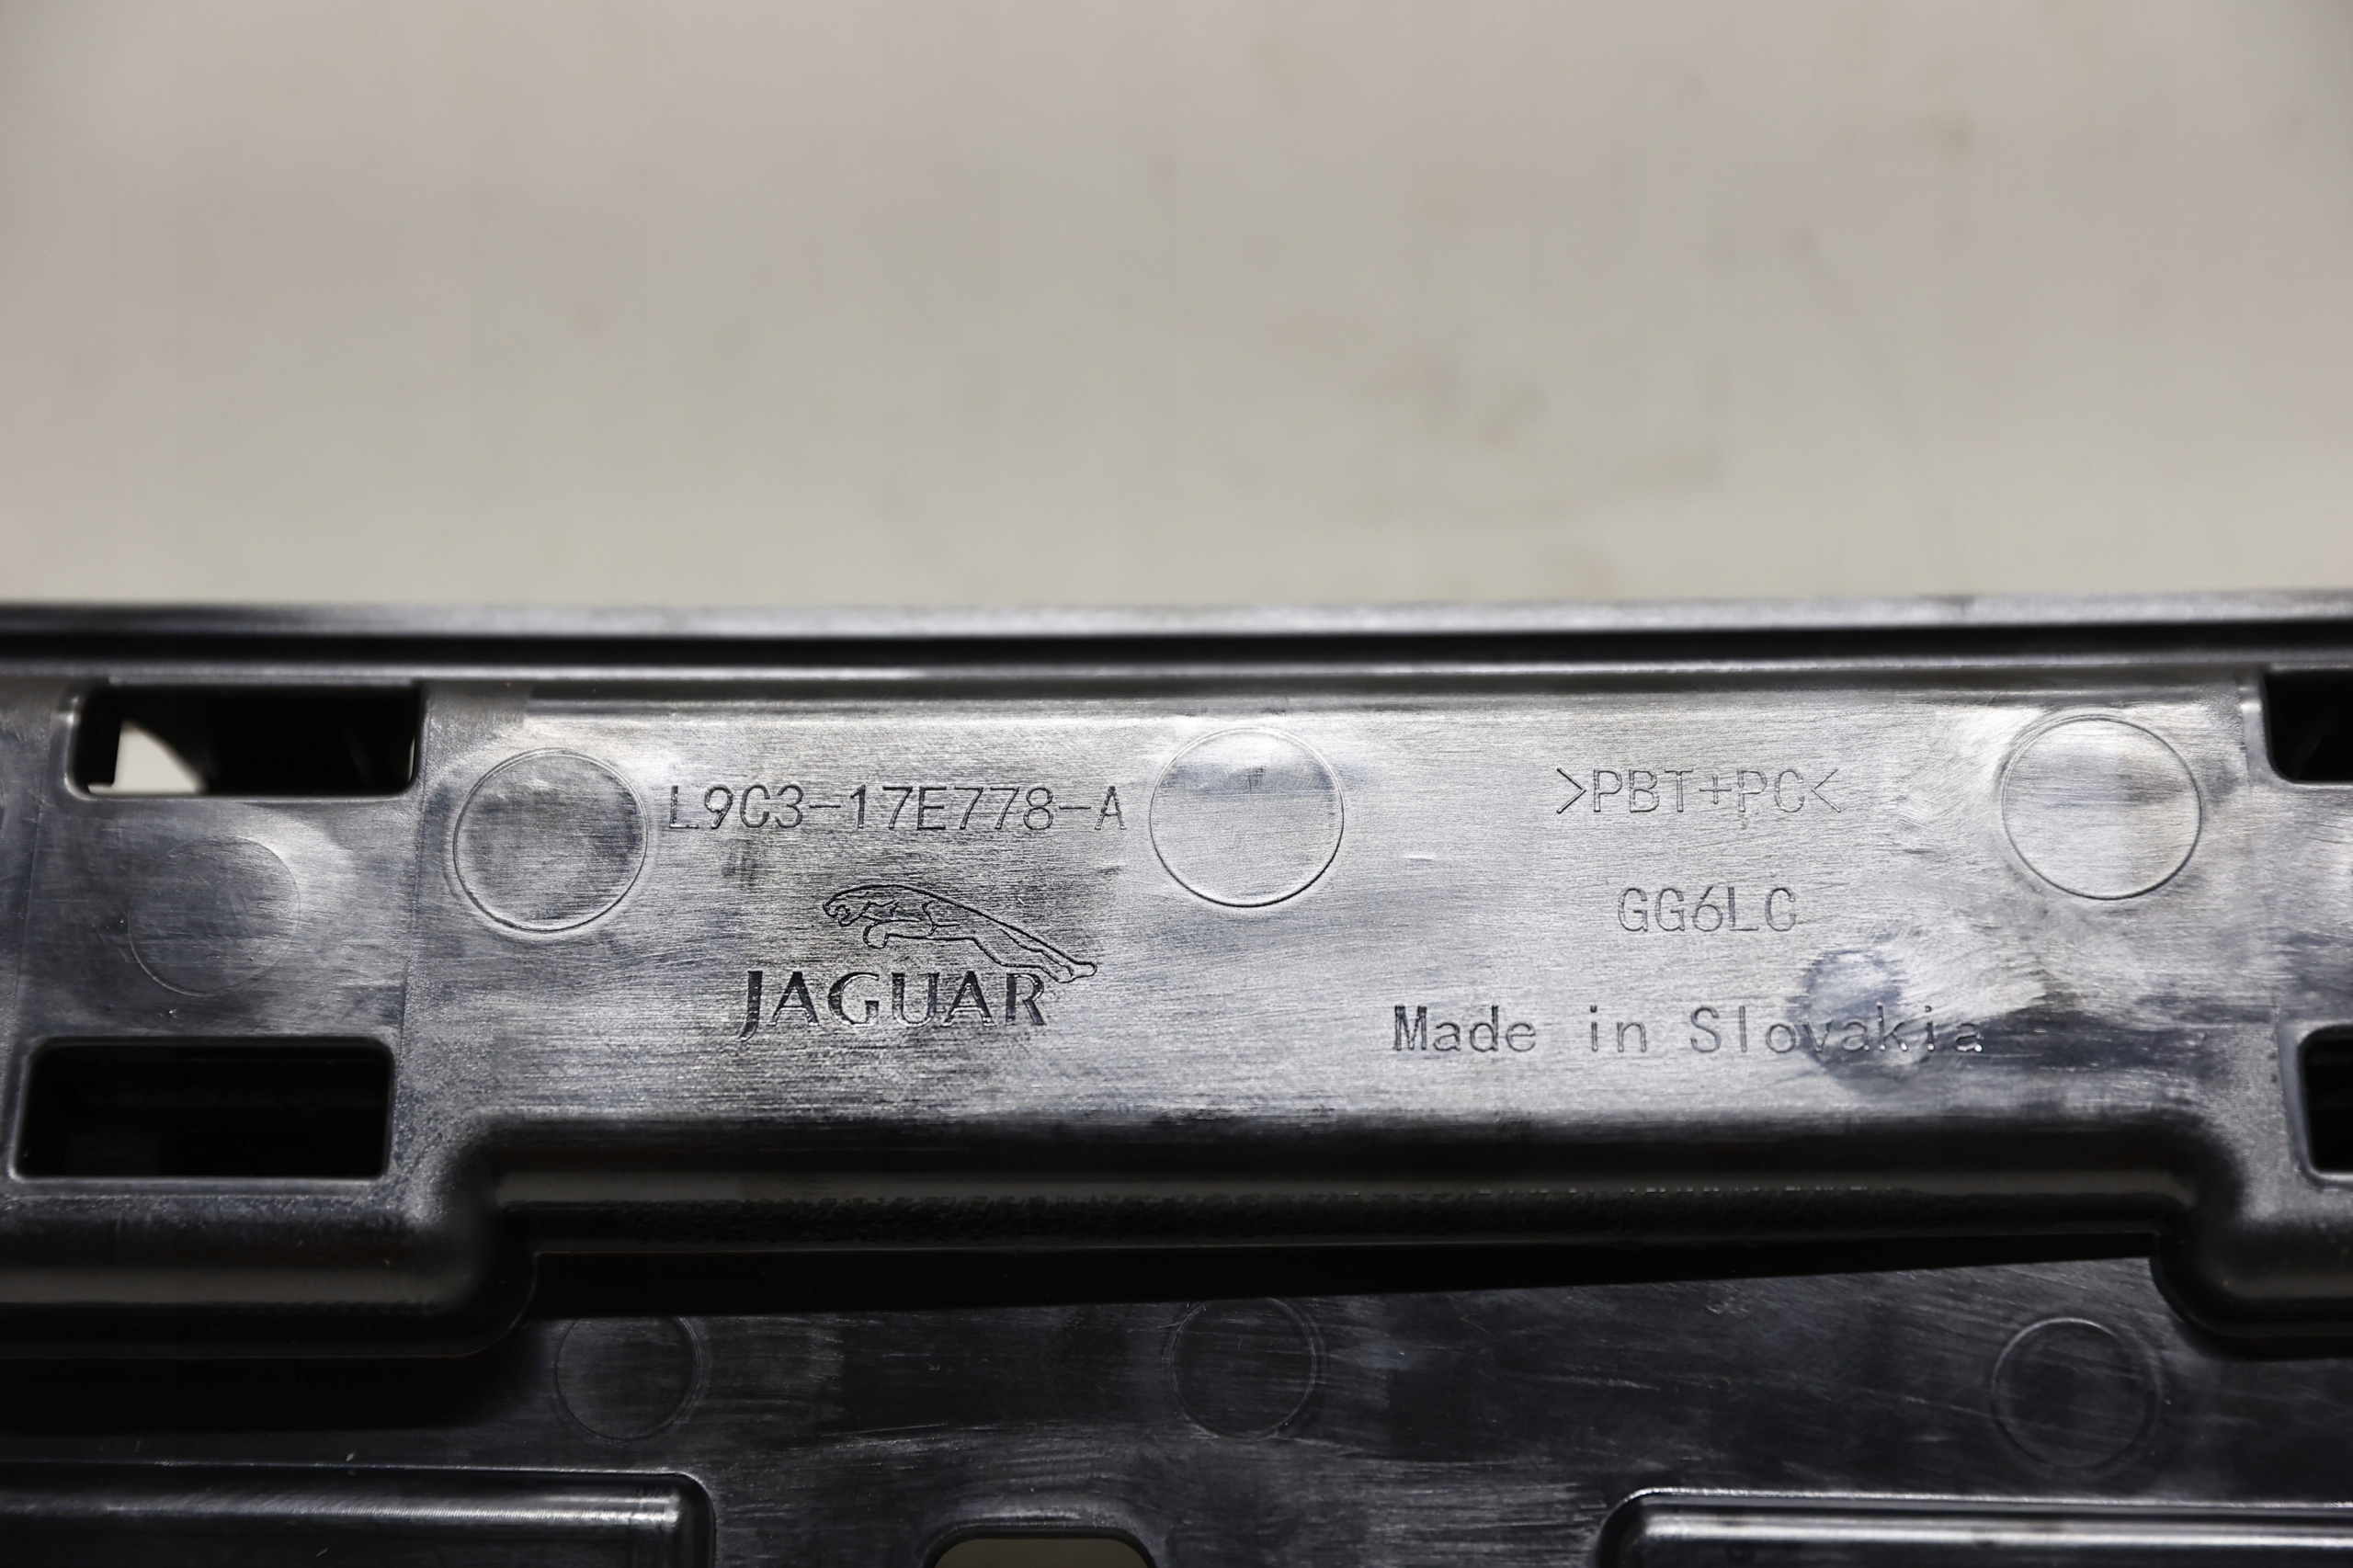 L9C3-17E778-A
JAGUAR
>PBT+PC<
GG6LC
Made in Slovakia